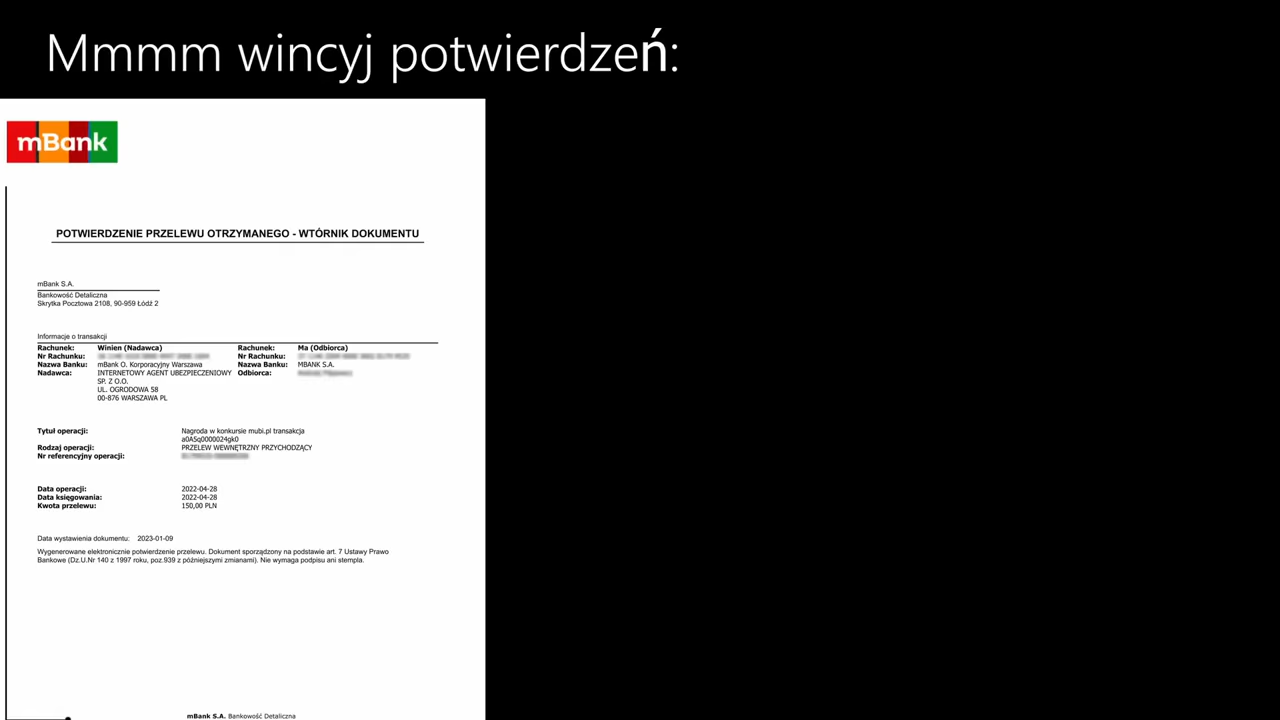 Mmmm wincyj potwierdzeń:
mBank
POTWIERDZENIE PRZELEWU OTRZYMANEGO - WTÓRNIK DOKUMENTU
mBank S.A.
Bankowość Detaliczna
Skrytka Pocztowa 2108, 90-959 Łódź 2
Informacje o transakcji
Rachunek: Winien (Nadawca) Rachunek: Ma (Odbiorca)
Nr Rachunku: Nr Rachunku:
Nazwa Banku: mBank O. Korporacyjny Warszawa Nazwa Banku: MBANK S.A.
Nadawca: INTERNETOWY AGENT UBEZPIECZENIOWY Odbiorca:
SP. Z O.O.
UL. OGRODOWA 58
00-876 WARSZAWA PL
Tytuł operacji: Nagroda w konkursie mubi.pl transakcja
a0A5q0000024gk0
Rodzaj operacji: PRZELEW WEWNĘTRZNY PRZYCHODZĄCY
Nr referencyjny operacji:
Data operacji: 2022-04-28
Data księgowania: 2022-04-28
Kwota przelewu: 150,00 PLN
Data wystawienia dokumentu: 2023-01-09
Wygenerowane elektronicznie potwierdzenie przelewu. Dokument sporządzony na podstawie art. 7 Ustawy Prawo
Bankowe (Dz.U.Nr 140 z 1997 roku, poz.939 z późniejszymi zmianami). Nie wymaga podpisu ani stempla.
mBank S.A. Bankowość Detaliczna